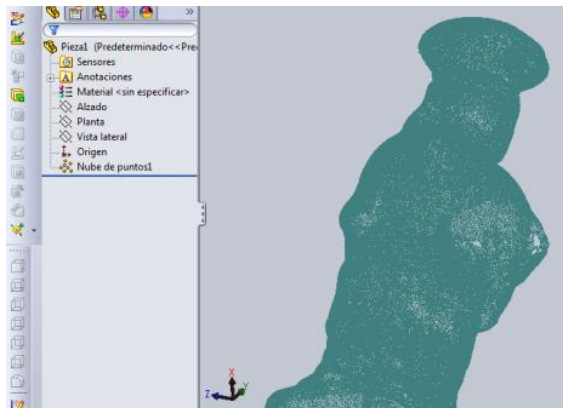 »
Pieza1 (Predeterminado<<Pre
Sensores
A Anotaciones
Material <sin especificar>
Alzado
Planta
Vista lateral
Origen
Nube de puntos1
X
Y
Z